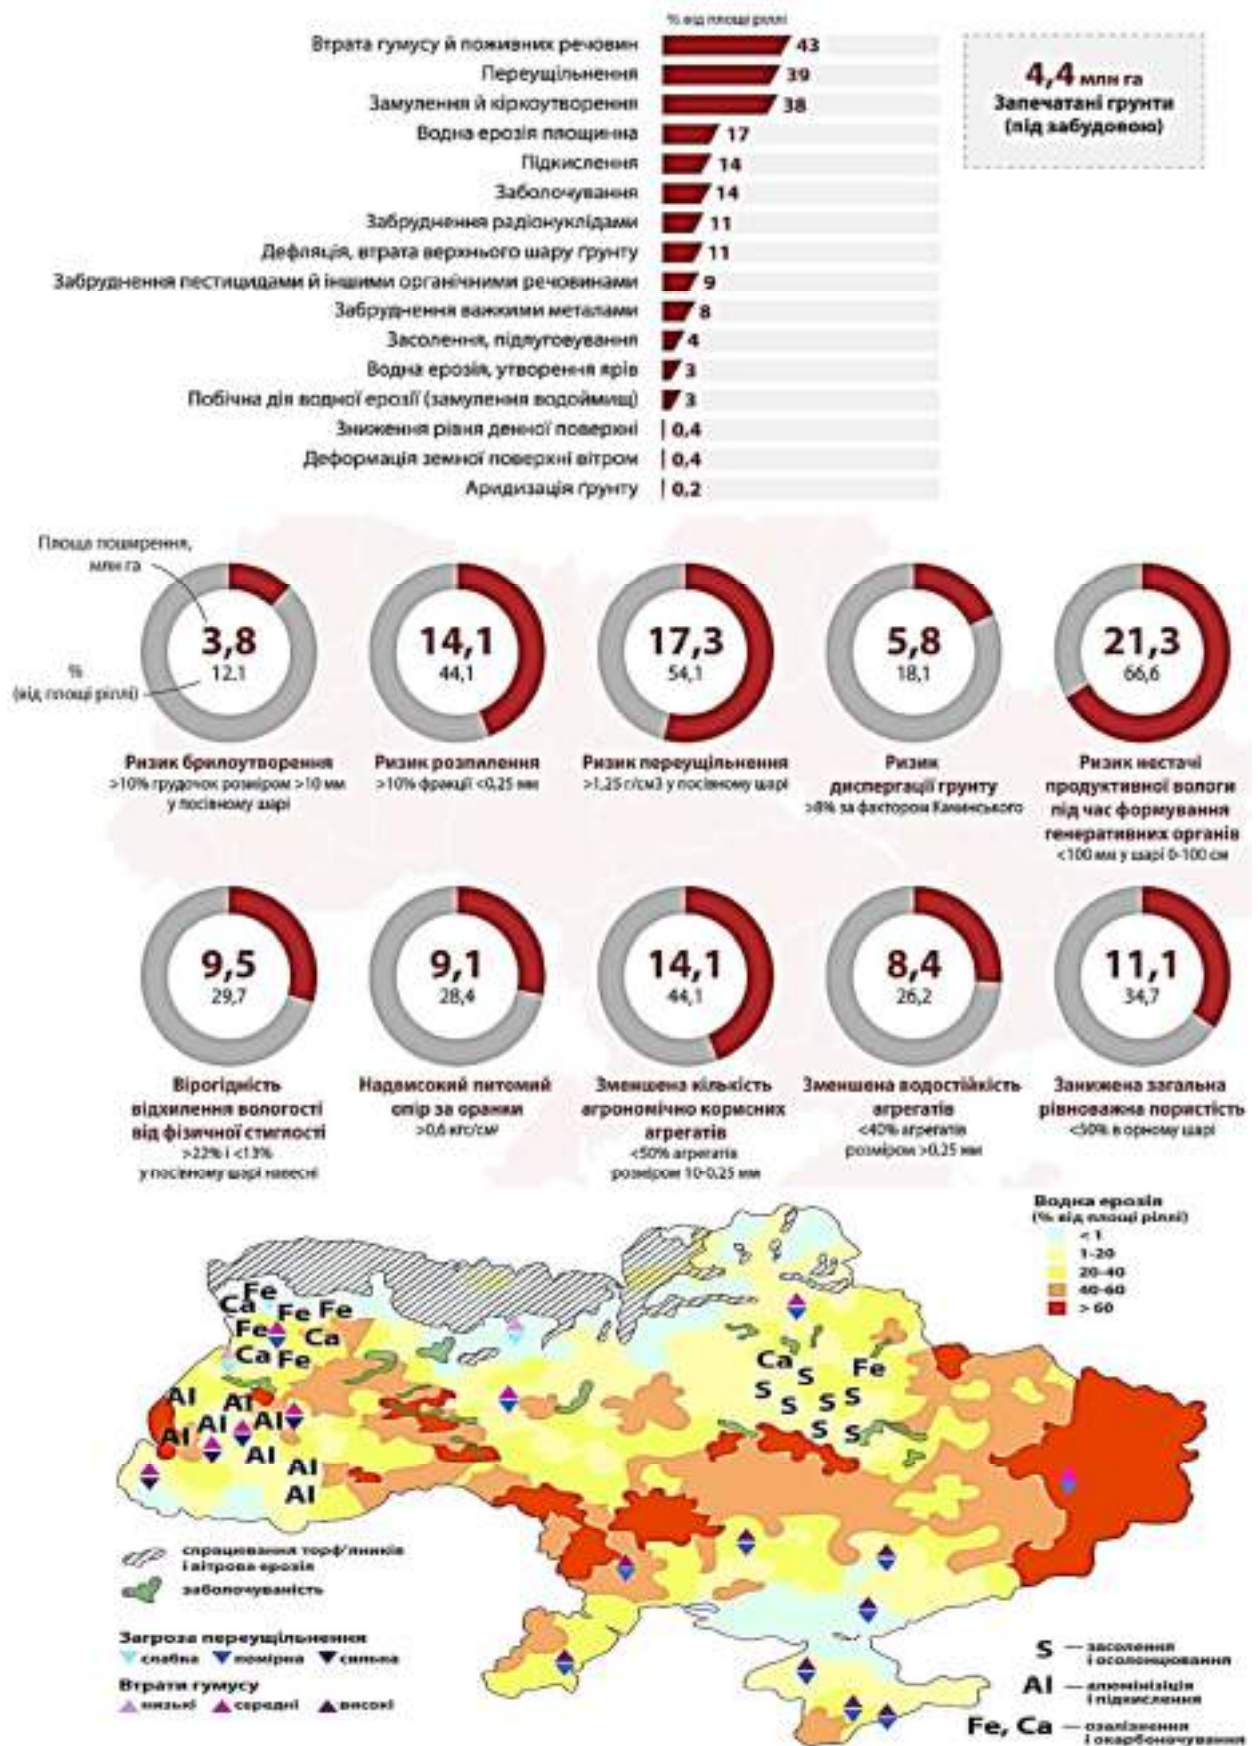 % від площі ріллі
Втрата гумусу й поживних речовин 43
Переущільнення 39
Замулення й кіркоутворення 38
Водна ерозія площинна 17
Підкислення 14
Заболочування 14
Забруднення радіонуклідами 11
Дефляція, втрата верхнього шару ґрунту 11
Забруднення пестицидами й іншими органічними речовинами 9
Забруднення важкими металами 8
Засолення, підлуговування 4
Водна ерозія, утворення ярів 3
Побічна дія водної ерозії (замулення водоймищ) 3
Зниження рівня денної поверхні 0,4
Деформація земної поверхні вітром 0,4
Аридизація ґрунту 0,2
4,4 млн га
Запечатані ґрунти
(під забудовою)
Площа поширення,
млн га
%
(від площі ріллі)
3,8
12,1
Ризик брилоутворення
>10% грудочок розміром >10 мм
у посівному шарі
14,1
44,1
Ризик розпилення
>10% фракції <0,25 мм
17,3
54,1
Ризик переущільнення
>1,25 г/см3 у посівному шарі
5,8
18,1
Ризик
диспергації ґрунту
>8% за фактором Качинського
21,3
66,6
Ризик нестачі
продуктивної вологи
під час формування
генеративних органів
<100 мм у шарі 0-100 см
9,5
29,7
Вірогідність
відхилення вологості
від фізичної стиглості
>22% і <13%
у посівному шарі навесні
9,1
28,4
Надвисокий питомий
опір за оранки
>0,6 кгс/см²
14,1
44,1
Зменшена кількість
агрономічно корисних
агрегатів
<50% агрегатів
розміром 10-0,25 мм
8,4
26,2
Зменшена водостійкість
агрегатів
<40% агрегатів
розміром >0,25 мм
11,1
34,7
Занижена загальна
рівноважна пористість
<50% в орному шарі
Водна ерозія
(% від площі ріллі)
< 1
1-20
20-40
40-60
> 60
Fe
Ca
Fe Fe
Fe Ca
Ca Fe
Al
Al
Al Al
Al
Al
Al
Al
Ca Fe
S
S
S S
S
S S
спрацювання торф'яників
і вітрова ерозія
заболочуваність
Загроза переущільнення
слабка помірна сильна
Втрати гумусу
низькі середні високі
S — засолення
і осолонцювання
Al — алюмінізація
і підкислення
Fe, Ca — озалізнення
і окарбоначування